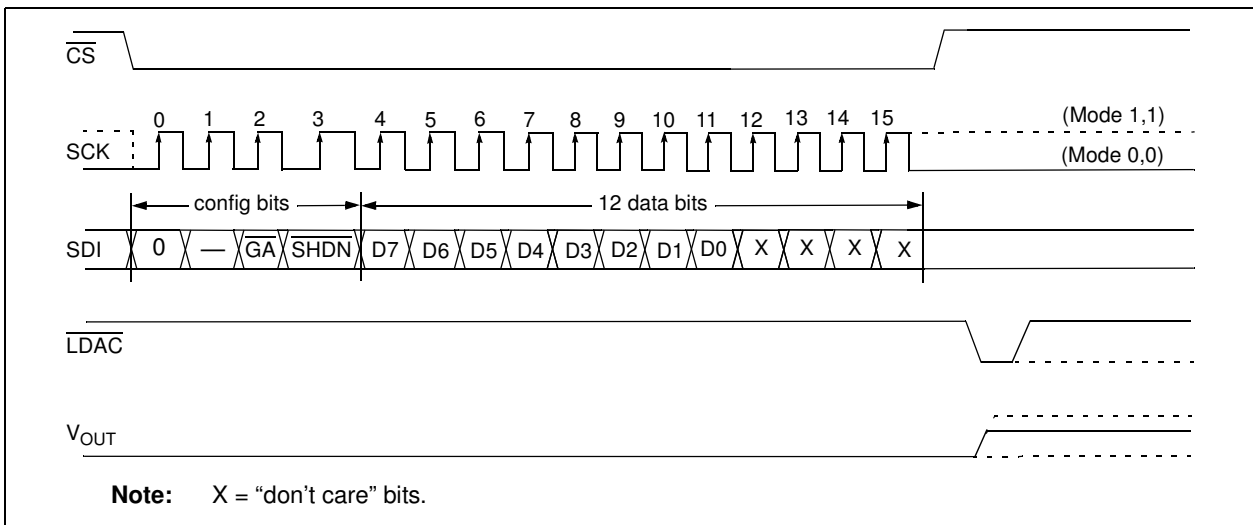 CS
0 1 2 3 4 5 6 7 8 9 10 11 12 13 14 15
(Mode 1,1)
SCK
(Mode 0,0)
config bits
12 data bits
SDI 0 — GA SHDN D7 D6 D5 D4 D3 D2 D1 D0 X X X X
LDAC
VOUT
Note: X = “don’t care” bits.